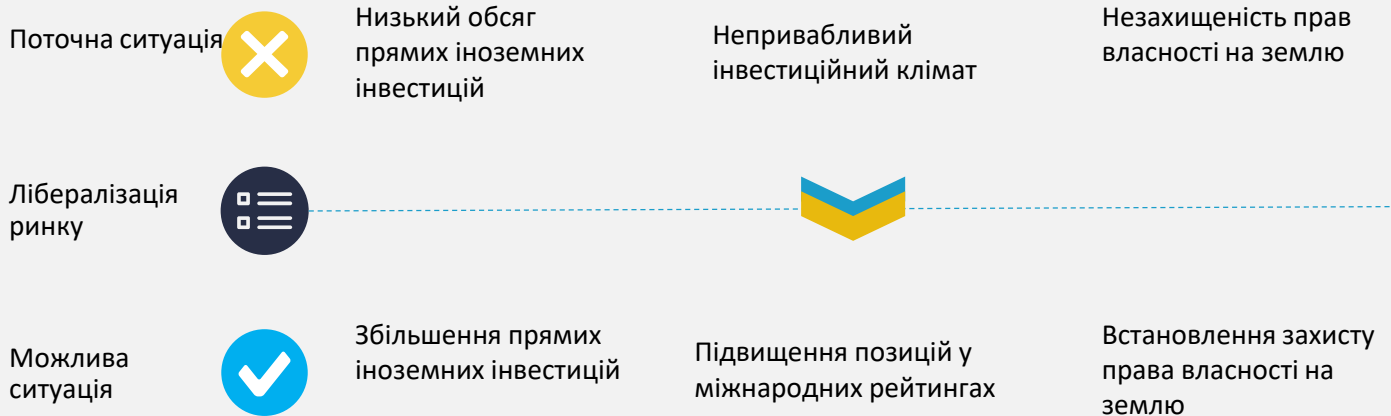 Поточна ситуація
Низький обсяг
прямих іноземних
інвестицій
Непривабливий
інвестиційний клімат
Незахищеність прав
власності на землю
Лібералізація
ринку
Можлива
ситуація
Збільшення прямих
іноземних інвестицій
Підвищення позицій у
міжнародних рейтингах
Встановлення захисту
права власності на
землю